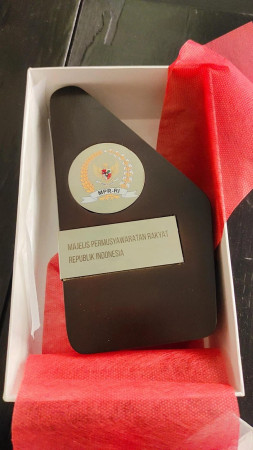 MPR-RI
MAJELIS PERMUSYAWARATAN RAKYAT
REPUBLIK INDONESIA